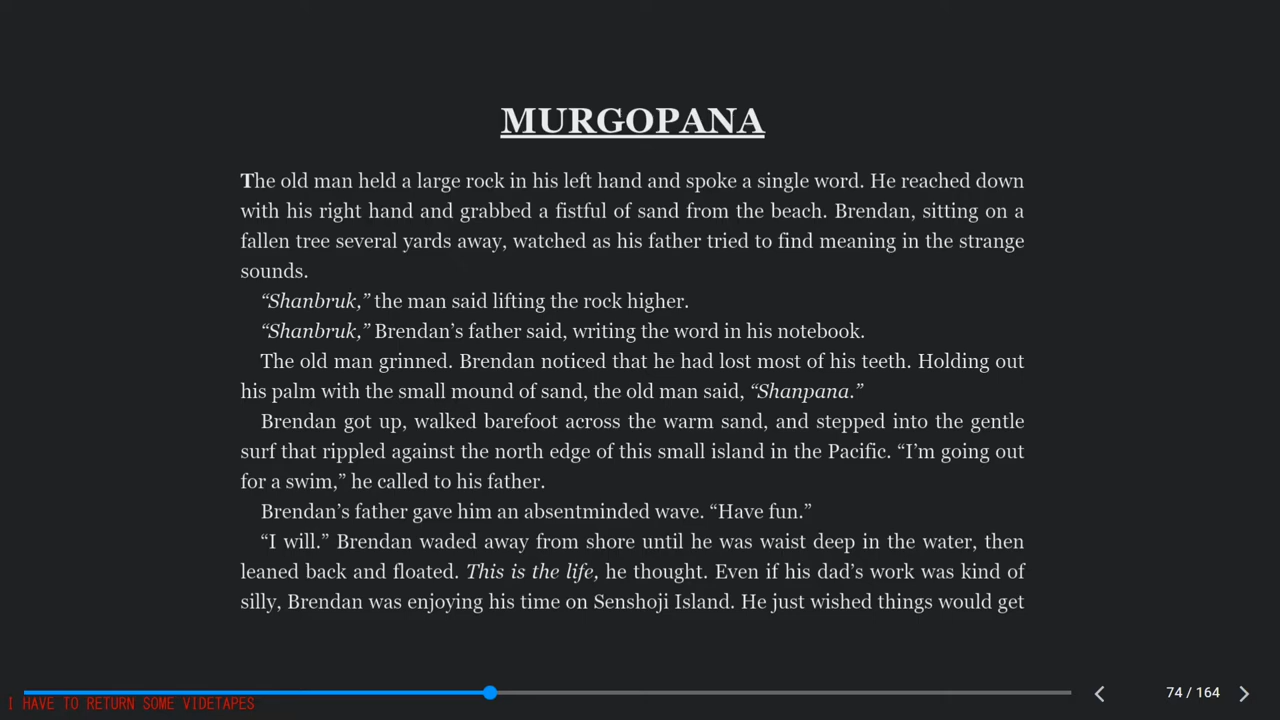 MURGOPANA
The old man held a large rock in his left hand and spoke a single word. He reached down
with his right hand and grabbed a fistful of sand from the beach. Brendan, sitting on a
fallen tree several yards away, watched as his father tried to find meaning in the strange
sounds.
“Shanbruk,” the man said lifting the rock higher.
“Shanbruk,” Brendan’s father said, writing the word in his notebook.
The old man grinned. Brendan noticed that he had lost most of his teeth. Holding out
his palm with the small mound of sand, the old man said, “Shanpana.”
Brendan got up, walked barefoot across the warm sand, and stepped into the gentle
surf that rippled against the north edge of this small island in the Pacific. “I’m going out
for a swim,” he called to his father.
Brendan’s father gave him an absentminded wave. “Have fun.”
“I will.” Brendan waded away from shore until he was waist deep in the water, then
leaned back and floated. This is the life, he thought. Even if his dad’s work was kind of
silly, Brendan was enjoying his time on Senshoji Island. He just wished things would get
I HAVE TO RETURN SOME VIDETAPES
74 / 164